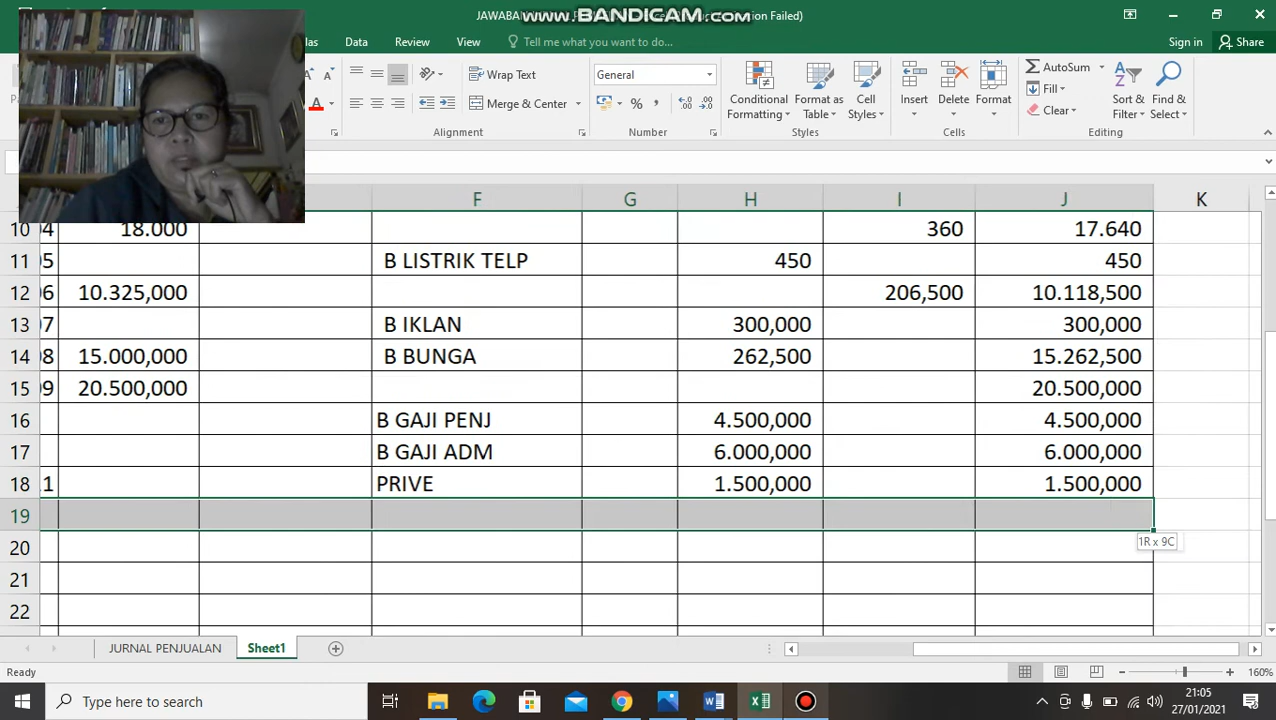 JAWABA
www.BANDICAM.com
ion Failed)
las Data Review View Tell me what you want to do... Sign in Share
Wrap Text General AutoSum
Merge & Center Conditional Formatting Format as Table Cell Styles Insert Delete Format Fill Clear Sort & Filter Find & Select
Alignment Number Styles Cells Editing
F G H I J K
10 04 18.000 360 17.640
11 05 B LISTRIK TELP 450 450
12 06 10.325,000 206,500 10.118,500
13 07 B IKLAN 300,000 300,000
14 08 15.000,000 B BUNGA 262,500 15.262,500
15 09 20.500,000 20.500,000
16 B GAJI PENJ 4.500,000 4.500,000
17 B GAJI ADM 6.000,000 6.000,000
18 .1 PRIVE 1.500,000 1.500,000
19
1R x 9C
20
21
22
JURNAL PENJUALAN Sheet1
Ready 160%
Type here to search
21:05
27/01/2021